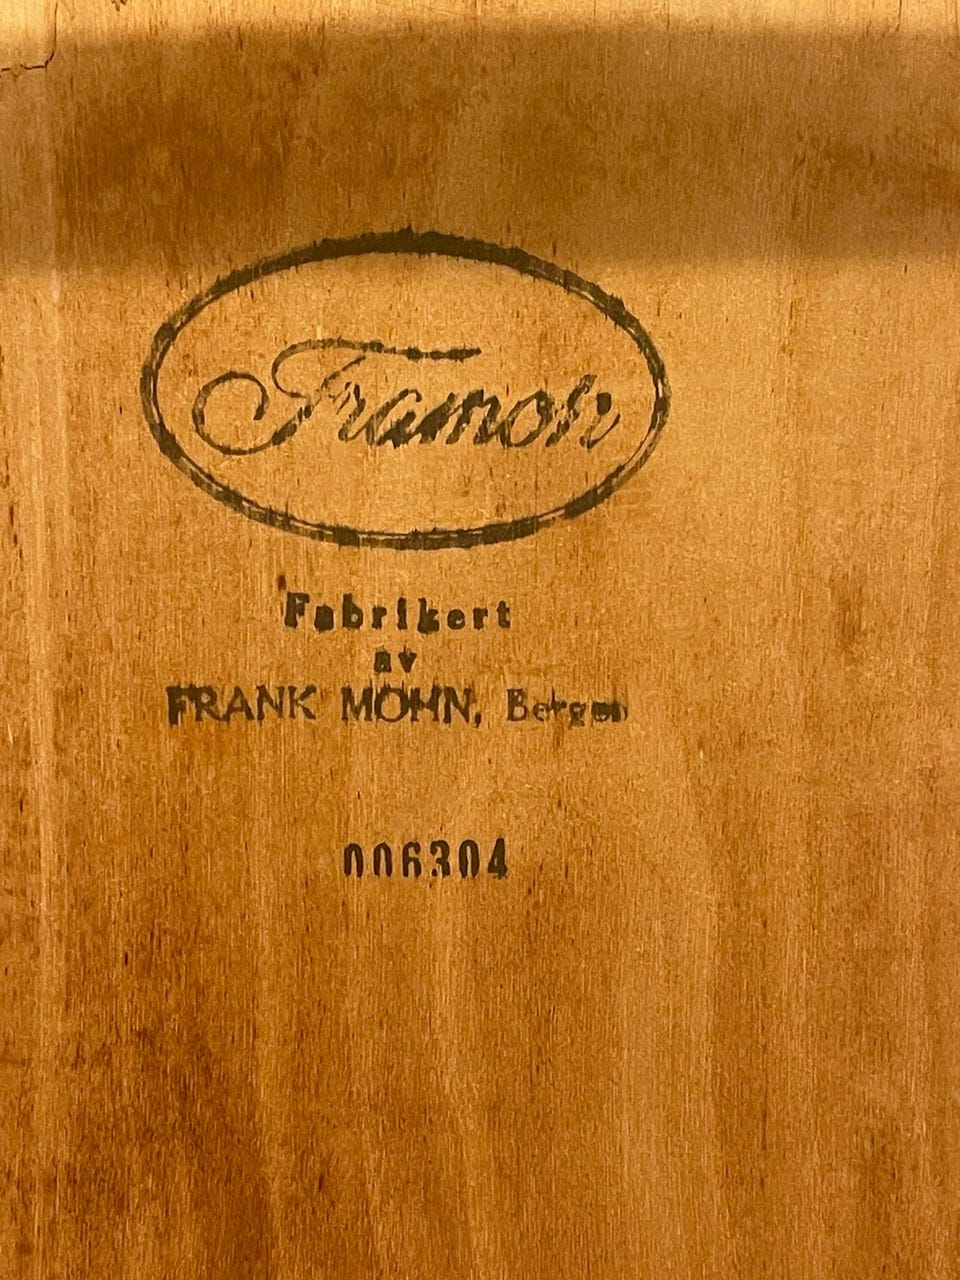 Framoh
Fabrikert
av
FRANK MOHN, Bergen
006304